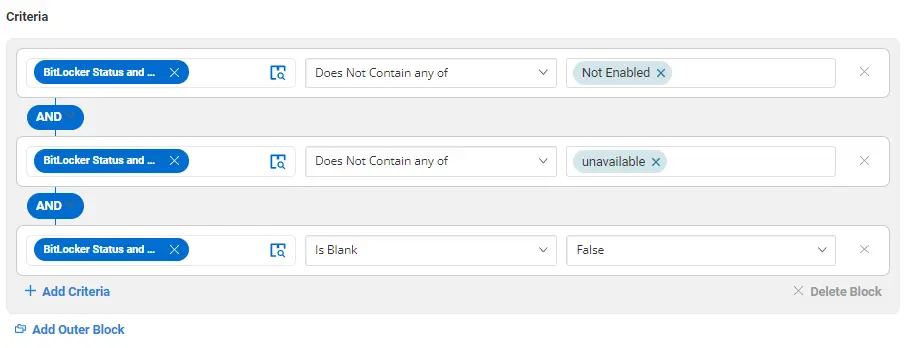 Criteria
BitLocker Status and ... Does Not Contain any of Not Enabled
AND
BitLocker Status and ... Does Not Contain any of unavailable
AND
BitLocker Status and ... Is Blank False
Add Criteria Delete Block
Add Outer Block